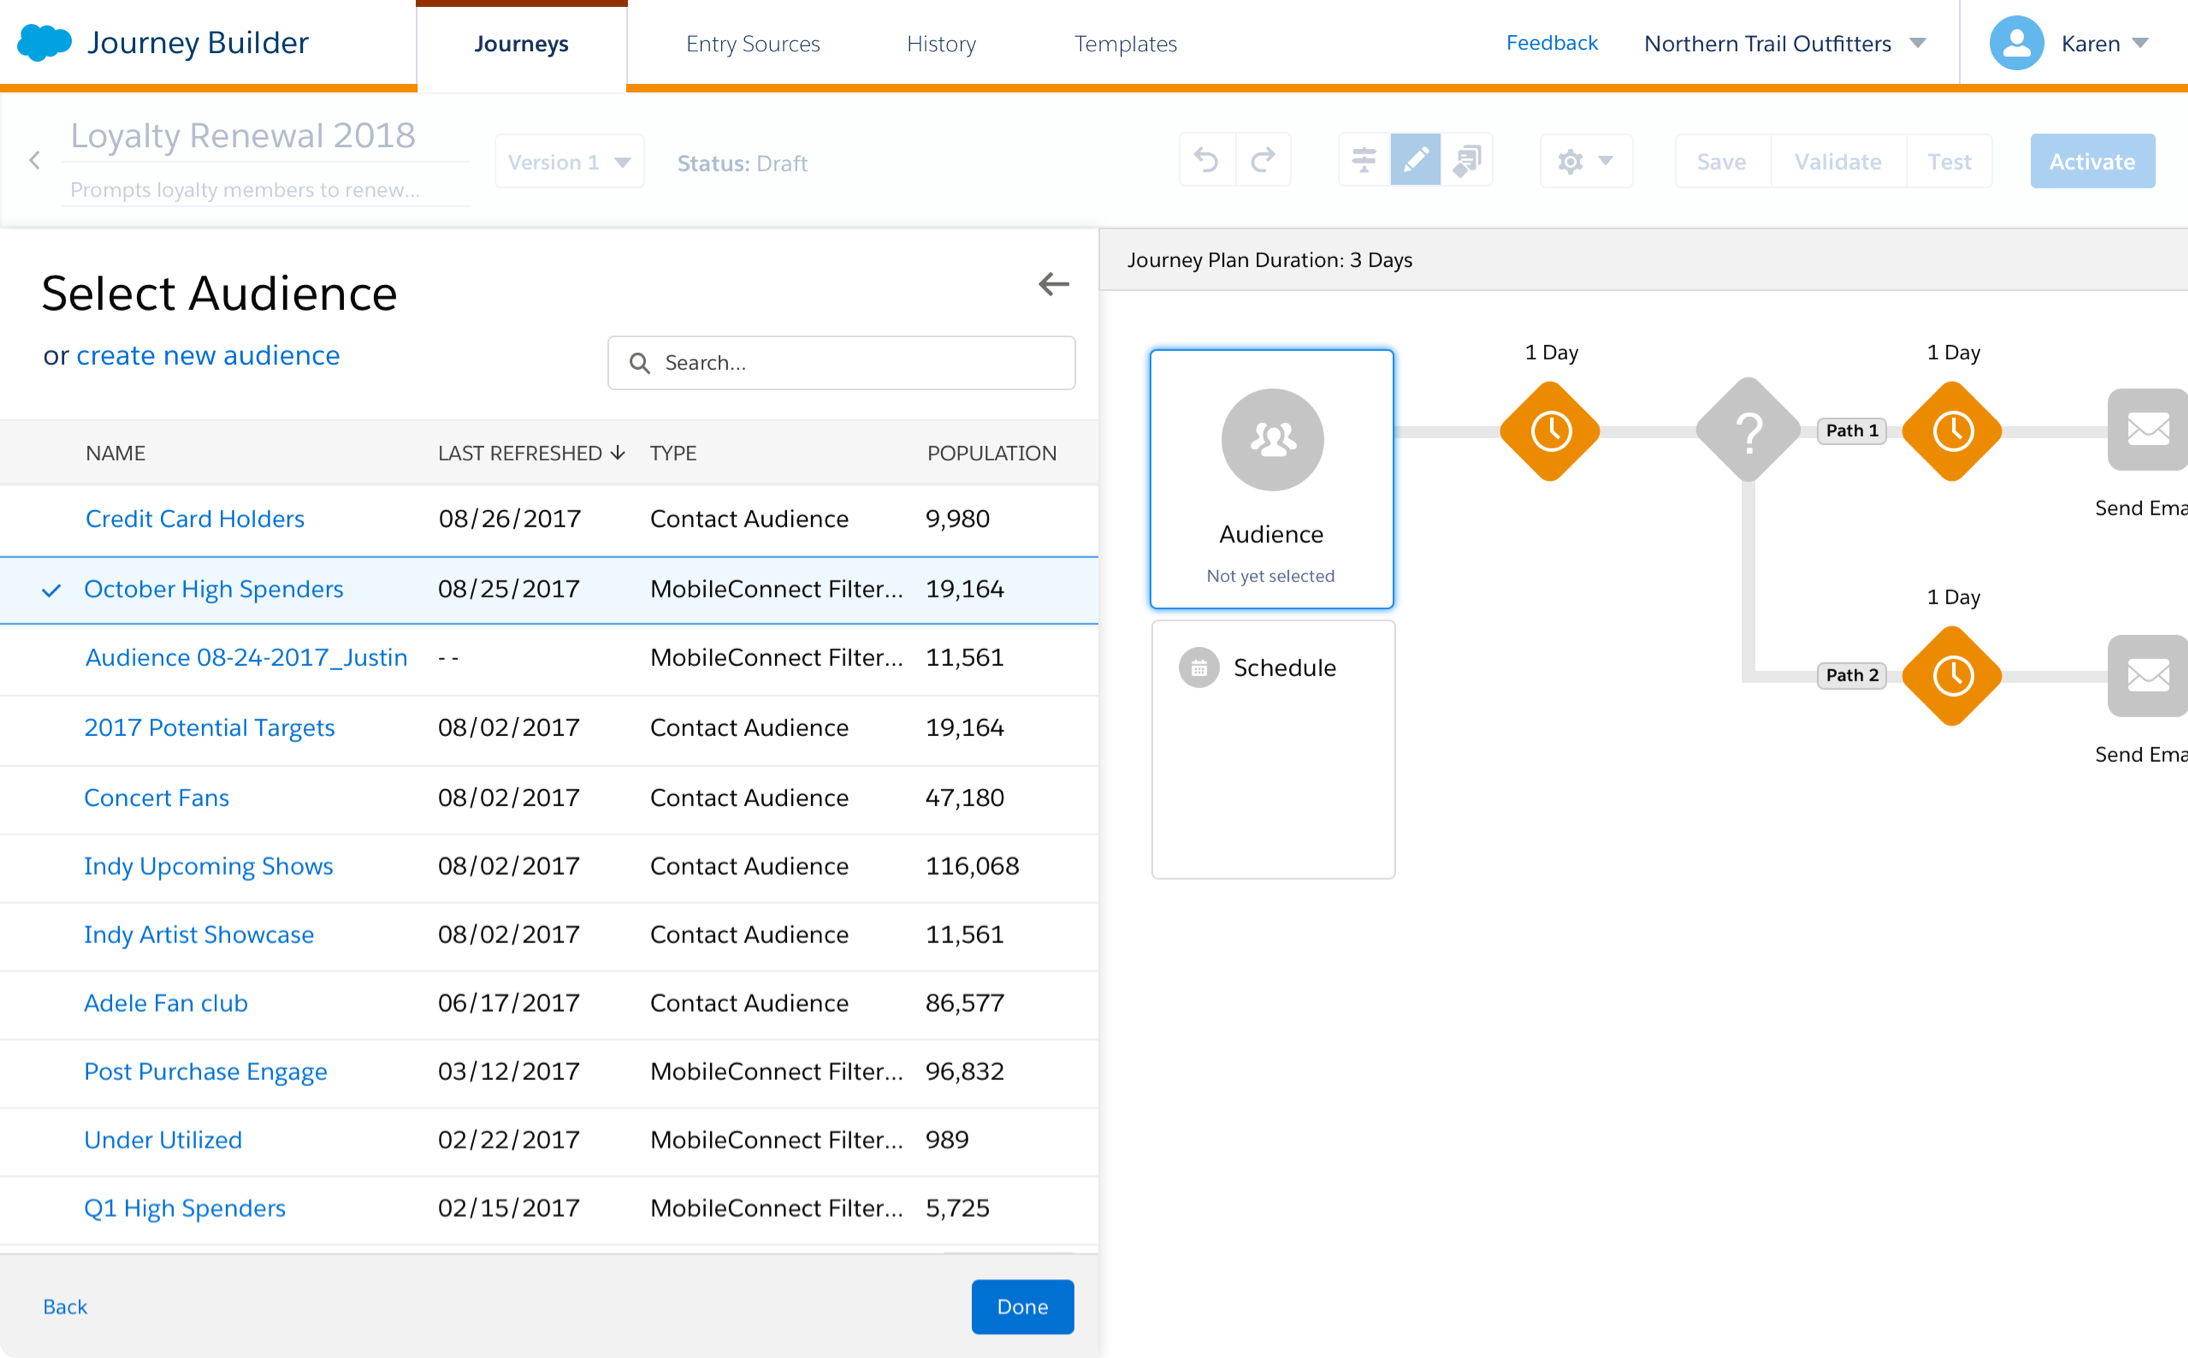 Journey Builder
Journeys
Entry Sources
History
Templates
Feedback
Northern Trail Outfitters
Karen
Loyalty Renewal 2018
Prompts loyalty members to renew...
Version 1
Status: Draft
Save
Validate
Test
Activate
Select Audience
or create new audience
Search...
NAME LAST REFRESHED TYPE POPULATION
Credit Card Holders 08/26/2017 Contact Audience 9,980
October High Spenders 08/25/2017 MobileConnect Filter... 19,164
Audience 08-24-2017_Justin -- MobileConnect Filter... 11,561
2017 Potential Targets 08/02/2017 Contact Audience 19,164
Concert Fans 08/02/2017 Contact Audience 47,180
Indy Upcoming Shows 08/02/2017 Contact Audience 116,068
Indy Artist Showcase 08/02/2017 Contact Audience 11,561
Adele Fan club 06/17/2017 Contact Audience 86,577
Post Purchase Engage 03/12/2017 MobileConnect Filter... 96,832
Under Utilized 02/22/2017 MobileConnect Filter... 989
Q1 High Spenders 02/15/2017 MobileConnect Filter... 5,725
Back
Done
Journey Plan Duration: 3 Days
Audience
Not yet selected
Schedule
1 Day
?
Path 1
1 Day
Send Ema
Path 2
1 Day
Send Ema